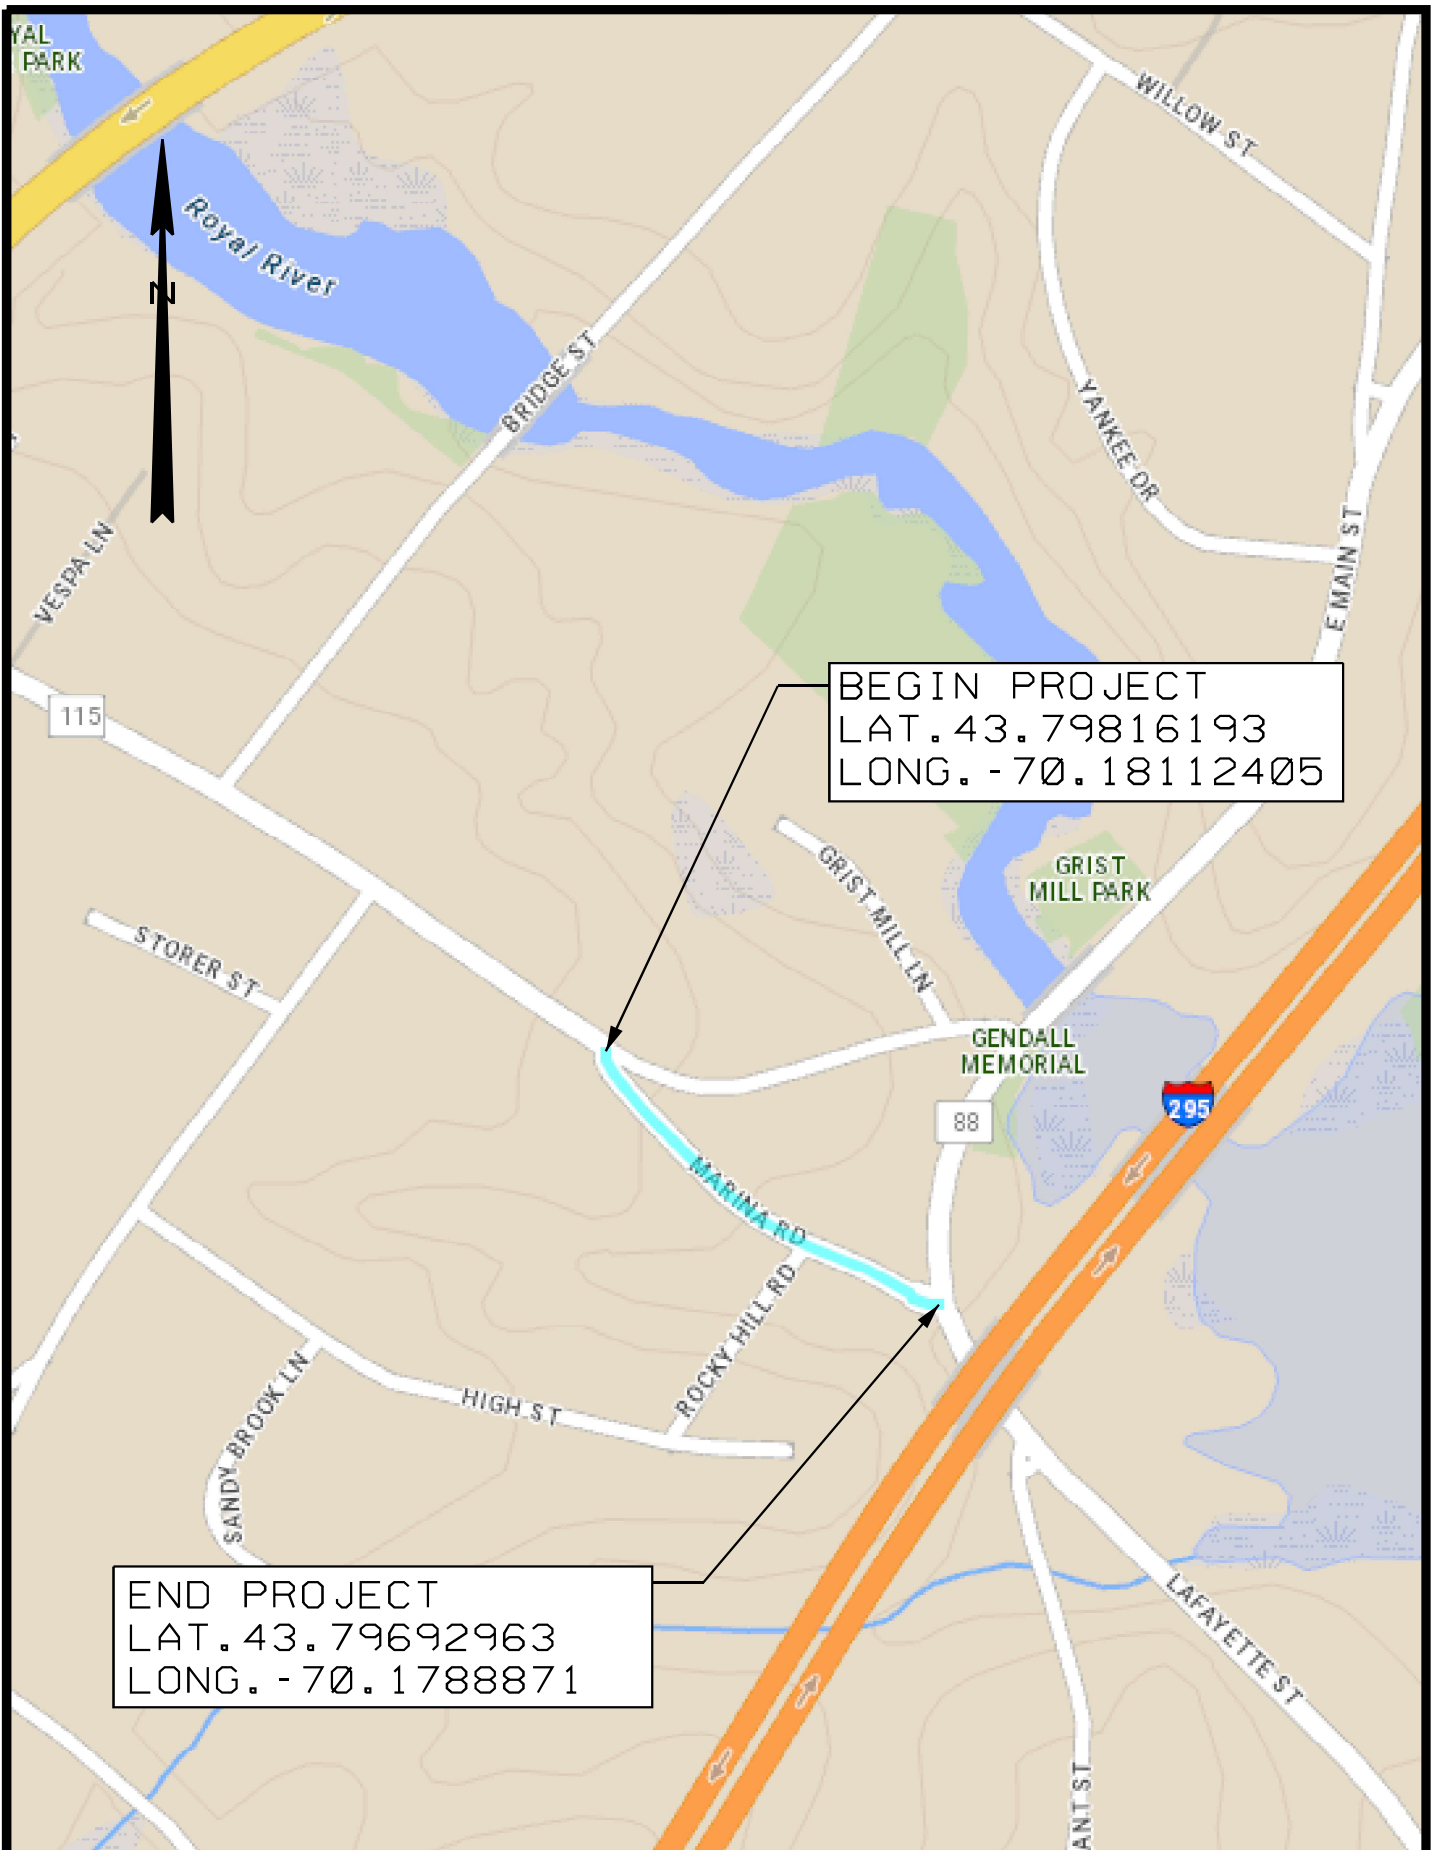 YAL
PARK
WILLOW ST
Royal River
N
BRIDGE ST
YANKEE DR
VESPA LN
E MAIN ST
BEGIN PROJECT
LAT.43.79816193
LONG.-70.18112405
115
GRIST
MILL PARK
GRIST MILL LN
STORER ST
GENDALL
MEMORIAL
295
88
MARINA RD
ROCKY HILL RD
HIGH ST
SANDY BROOK LN
END PROJECT
LAT.43.79692963
LONG.-70.1788871
LAFAYETTE ST
ANT ST